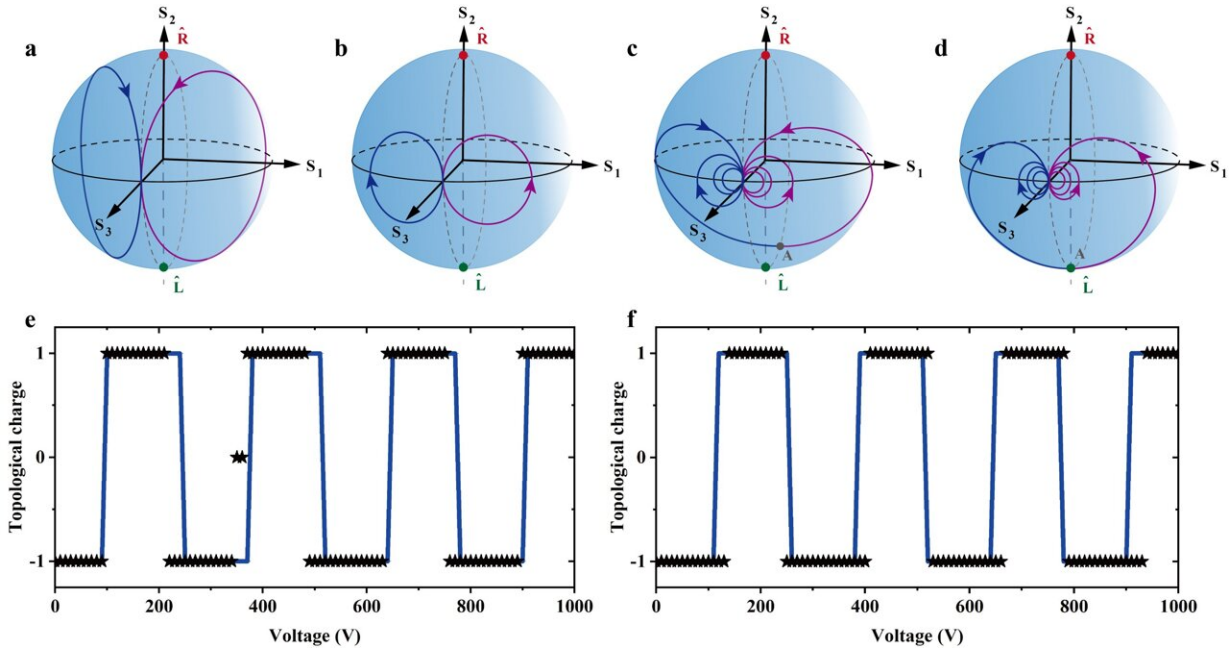 a
S2
R̂
S1
S3
L̂
b
S2
R̂
S1
S3
L̂
c
S2
R̂
S1
S3
A
L̂
d
S2
R̂
S1
S3
A
L̂
e
Topological charge
1
0
-1
0 200 400 600 800 1000
Voltage (V)
f
Topological charge
1
0
-1
0 200 400 600 800 1000
Voltage (V)